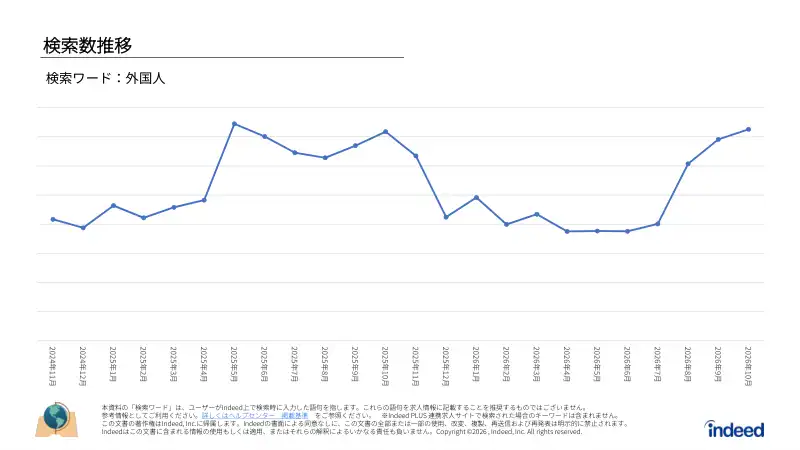 検索数推移
検索ワード：外国人
2024年11月
2024年12月
2025年1月
2025年2月
2025年3月
2025年4月
2025年5月
2025年6月
2025年7月
2025年8月
2025年9月
2025年10月
2025年11月
2025年12月
2026年1月
2026年2月
2026年3月
2026年4月
2026年5月
2026年6月
2026年7月
2026年8月
2026年9月
2026年10月
本資料の「検索ワード」は、ユーザーがIndeed上で検索時に入力した語句を指します。これらの語句を求人情報に記載することを推奨するものではございません。
参考情報としてご利用ください。詳しくはヘルプセンター　掲載基準　をご参照ください。　※Indeed PLUS 連携求人サイトで検索された場合のキーワードは含まれません。
この文書の著作権はIndeed, Inc.に帰属します。Indeedの書面による同意なしに、この文書の全部または一部の使用、改変、複製、再送信および再発表は明示的に禁止されます。
Indeedはこの文書に含まれる情報の使用もしくは適用、またはそれらの解釈によるいかなる責任も負いません。Copyright ©2026 , Indeed, Inc. All rights reserved.
indeed